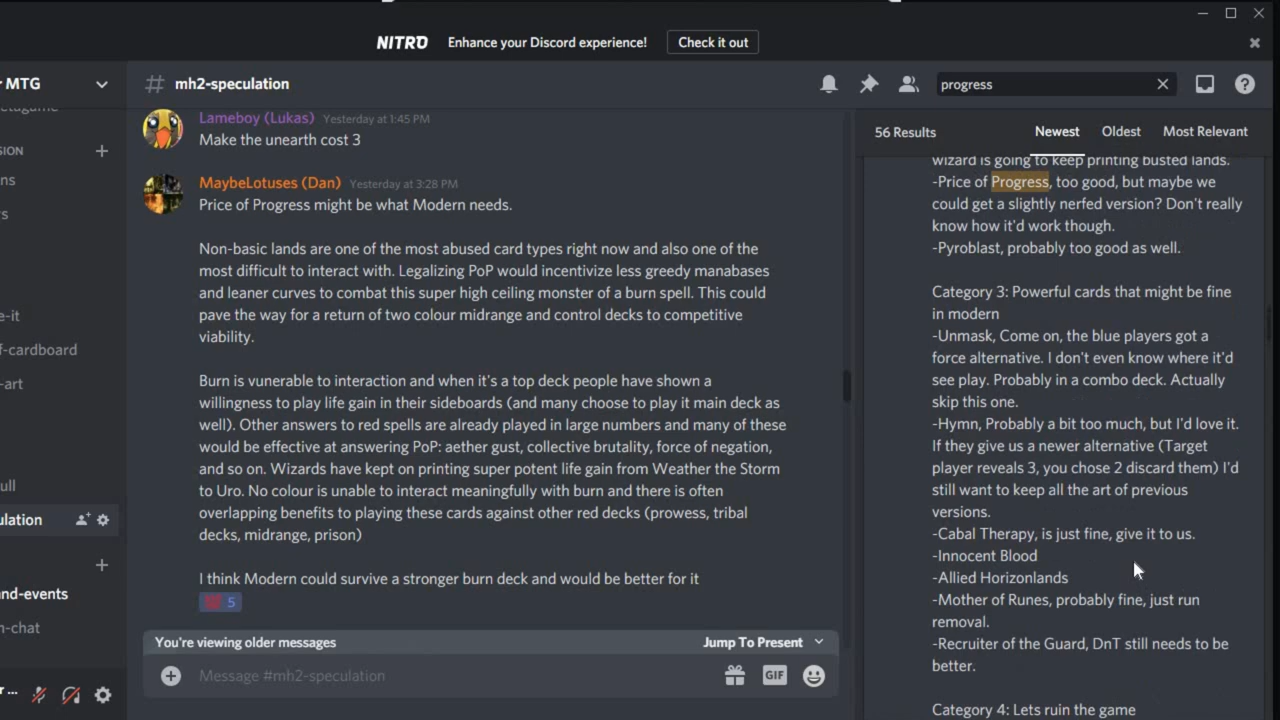 NITRO Enhance your Discord experience! Check it out
r MTG
# mh2-speculation
progress
SION
ns
s
e-it
f-cardboard
-art
ull
ulation
nd-events
n-chat
r ...
Lameboy (Lukas) Yesterday at 1:45 PM
Make the unearth cost 3
MaybeLotuses (Dan) Yesterday at 3:28 PM
Price of Progress might be what Modern needs.
Non-basic lands are one of the most abused card types right now and also one of the
most difficult to interact with. Legalizing PoP would incentivize less greedy manabases
and leaner curves to combat this super high ceiling monster of a burn spell. This could
pave the way for a return of two colour midrange and control decks to competitive
viability.
Burn is vunerable to interaction and when it's a top deck people have shown a
willingness to play life gain in their sideboards (and many choose to play it main deck as
well). Other answers to red spells are already played in large numbers and many of these
would be effective at answering PoP: aether gust, collective brutality, force of negation,
and so on. Wizards have kept on printing super potent life gain from Weather the Storm
to Uro. No colour is unable to interact meaningfully with burn and there is often
overlapping benefits to playing these cards against other red decks (prowess, tribal
decks, midrange, prison)
I think Modern could survive a stronger burn deck and would be better for it
5
You're viewing older messages Jump To Present
Message #mh2-speculation
GIF
56 Results Newest Oldest Most Relevant
wizard is going to keep printing busted lands.
-Price of Progress, too good, but maybe we
could get a slightly nerfed version? Don't really
know how it'd work though.
-Pyroblast, probably too good as well.
Category 3: Powerful cards that might be fine
in modern
-Unmask, Come on, the blue players got a
force alternative. I don't even know where it'd
see play. Probably in a combo deck. Actually
skip this one.
-Hymn, Probably a bit too much, but I'd love it.
If they give us a newer alternative (Target
player reveals 3, you chose 2 discard them) I'd
still want to keep all the art of previous
versions.
-Cabal Therapy, is just fine, give it to us.
-Innocent Blood
-Allied Horizonlands
-Mother of Runes, probably fine, just run
removal.
-Recruiter of the Guard, DnT still needs to be
better.
Category 4: Lets ruin the game